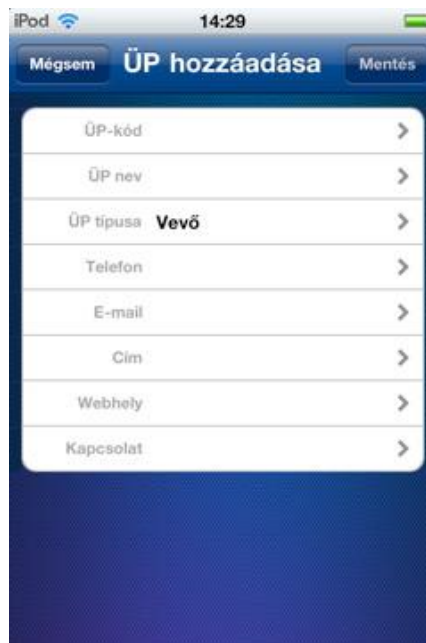 iPod 14:29
Mégsem ÜP hozzáadása Mentés
ÜP-kód
ÜP nev
ÜP típusa Vevő
Telefon
E-mail
Cím
Webhely
Kapcsolat